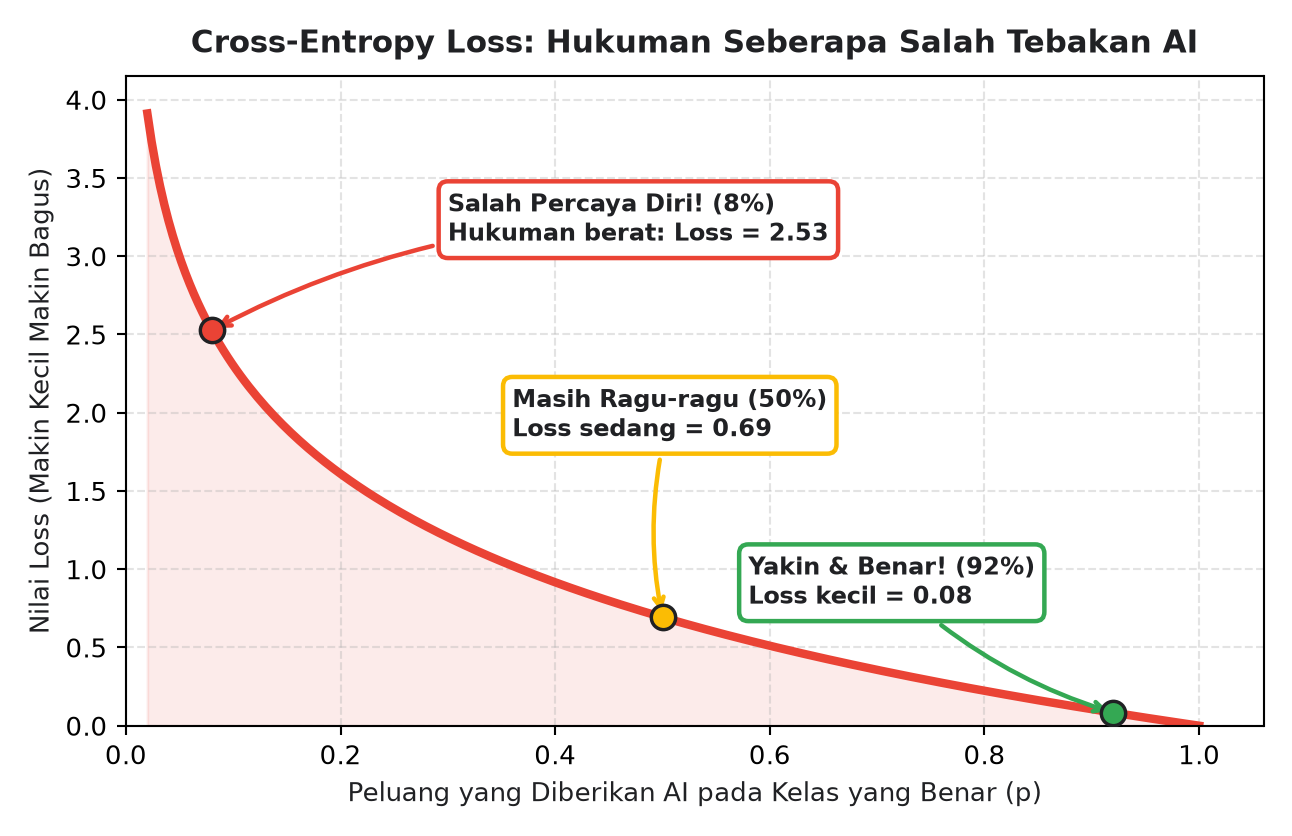 Cross-Entropy Loss: Hukuman Seberapa Salah Tebakan AI
Nilai Loss (Makin Kecil Makin Bagus)
4.0
3.5
3.0
2.5
2.0
1.5
1.0
0.5
0.0
Salah Percaya Diri! (8%)
Hukuman berat: Loss = 2.53
Masih Ragu-ragu (50%)
Loss sedang = 0.69
Yakin & Benar! (92%)
Loss kecil = 0.08
0.0 0.2 0.4 0.6 0.8 1.0
Peluang yang Diberikan AI pada Kelas yang Benar (p)